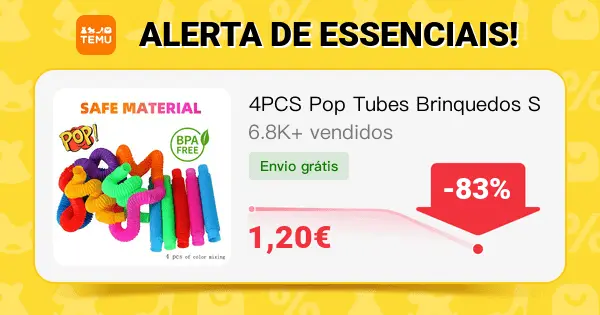 TEMU
ALERTA DE ESSENCIAIS!
SAFE MATERIAL
POP!
BPA
FREE
4 pcs of color mixing
4PCS Pop Tubes Brinquedos S
6.8K+ vendidos
Envio grátis
-83%
1,20€